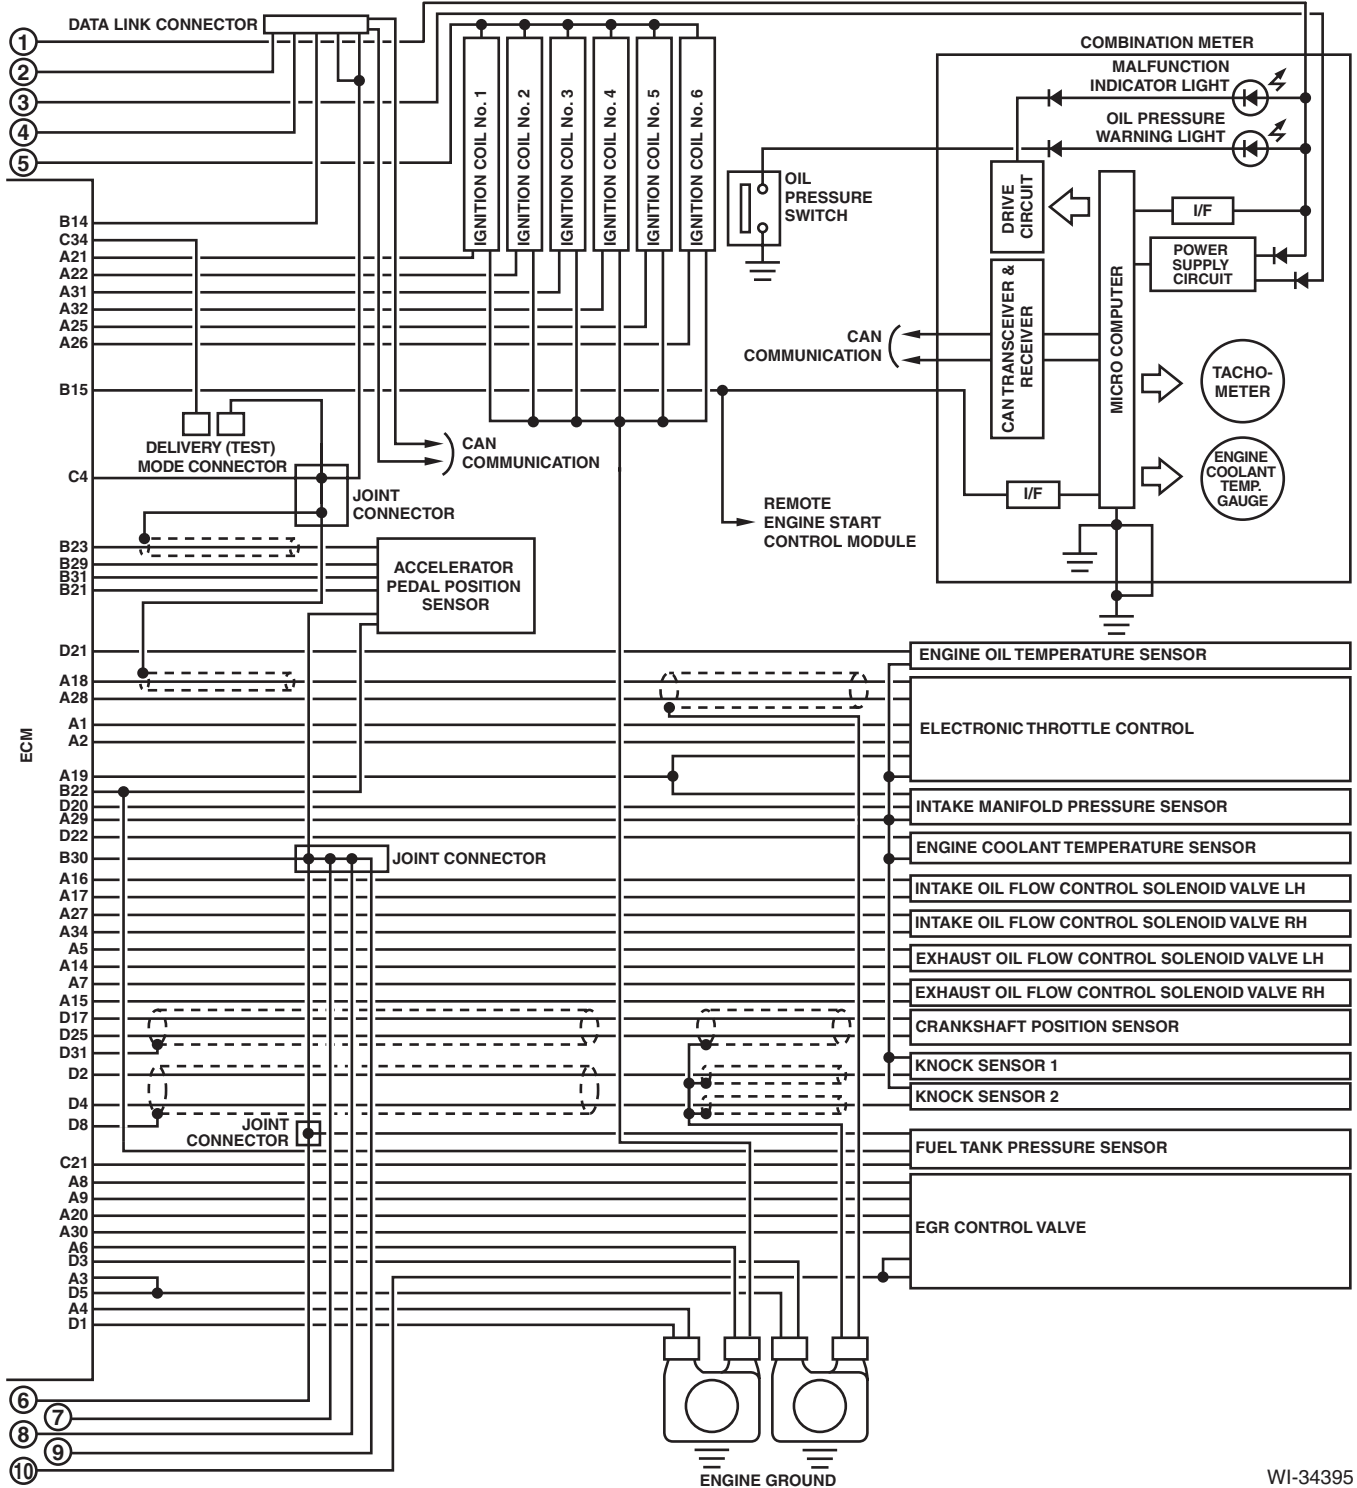 DATA LINK CONNECTOR
1
2
3
4
5
IGNITION COIL No. 1
IGNITION COIL No. 2
IGNITION COIL No. 3
IGNITION COIL No. 4
IGNITION COIL No. 5
IGNITION COIL No. 6
COMBINATION METER
MALFUNCTION
INDICATOR LIGHT
OIL PRESSURE
WARNING LIGHT
OIL
PRESSURE
SWITCH
DRIVE
CIRCUIT
I/F
POWER
SUPPLY
CIRCUIT
CAN TRANSCEIVER &
RECEIVER
MICRO COMPUTER
CAN
COMMUNICATION
TACHO-
METER
ENGINE
COOLANT
TEMP.
GAUGE
I/F
B14
C34
A21
A22
A31
A32
A25
A26
B15
DELIVERY (TEST)
MODE CONNECTOR
CAN
COMMUNICATION
C4
JOINT
CONNECTOR
REMOTE
ENGINE START
CONTROL MODULE
B23
B29
B31
B21
ACCELERATOR
PEDAL POSITION
SENSOR
D21
A18
A28
A1
A2
ECM
A19
B22
D20
A29
D22
B30
JOINT CONNECTOR
A16
A17
A27
A34
A5
A14
A7
A15
D17
D25
D31
D2
D4
D8
JOINT
CONNECTOR
C21
A8
A9
A20
A30
A6
D3
A3
D5
A4
D1
ENGINE OIL TEMPERATURE SENSOR
ELECTRONIC THROTTLE CONTROL
INTAKE MANIFOLD PRESSURE SENSOR
ENGINE COOLANT TEMPERATURE SENSOR
INTAKE OIL FLOW CONTROL SOLENOID VALVE LH
INTAKE OIL FLOW CONTROL SOLENOID VALVE RH
EXHAUST OIL FLOW CONTROL SOLENOID VALVE LH
EXHAUST OIL FLOW CONTROL SOLENOID VALVE RH
CRANKSHAFT POSITION SENSOR
KNOCK SENSOR 1
KNOCK SENSOR 2
FUEL TANK PRESSURE SENSOR
EGR CONTROL VALVE
6
7
8
9
10
ENGINE GROUND
WI-34395